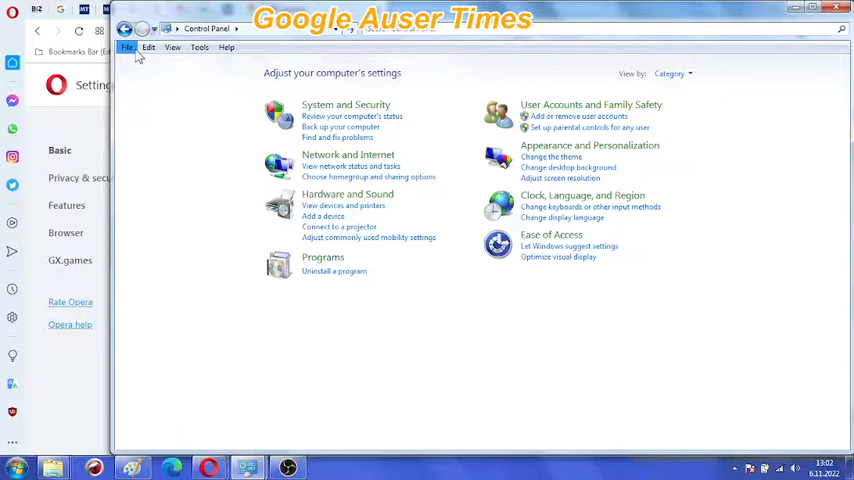 Google Auser Times
BiZ
MT
MT
Control Panel
File Edit View Tools Help
Bookmarks Bar
Adjust your computer's settings
View by: Category
Settin
Basic
Privacy & secu
Features
Browser
GX.games
Rate Opera
Opera help
System and Security
Review your computer's status
Back up your computer
Find and fix problems
Network and Internet
View network status and tasks
Choose homegroup and sharing options
Hardware and Sound
View devices and printers
Add a device
Connect to a projector
Adjust commonly used mobility settings
Programs
Uninstall a program
User Accounts and Family Safety
Add or remove user accounts
Set up parental controls for any user
Appearance and Personalization
Change the theme
Change desktop background
Adjust screen resolution
Clock, Language, and Region
Change keyboards or other input methods
Change display language
Ease of Access
Let Windows suggest settings
Optimize visual display
13:02
6.11.2022